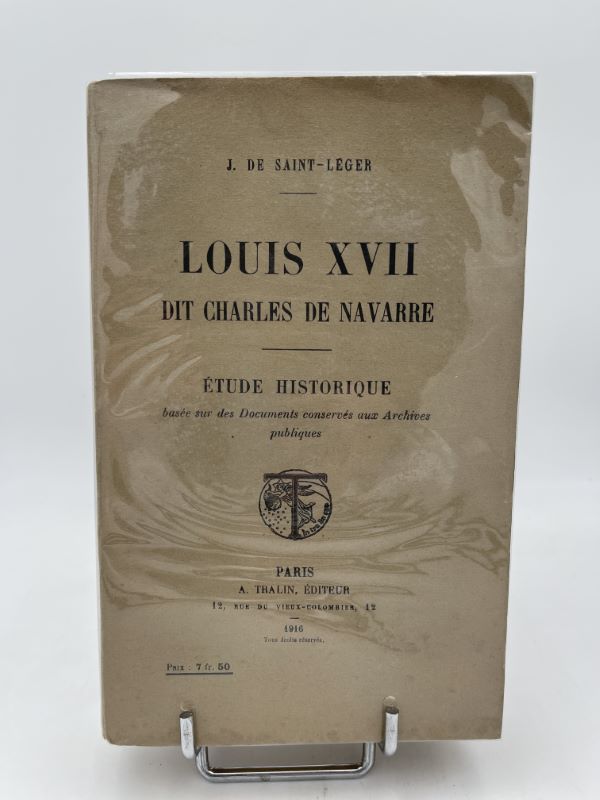 J. DE SAINT-LÉGER
LOUIS XVII
DIT CHARLES DE NAVARRE
ÉTUDE HISTORIQUE
basée sur des Documents conservés aux Archives
publiques
T
PARIS
A. THALIN, ÉDITEUR
12, RUE DU VIEUX-COLOMBIER, 12
1916
Tous droits réservés.
Prix : 7 fr. 50